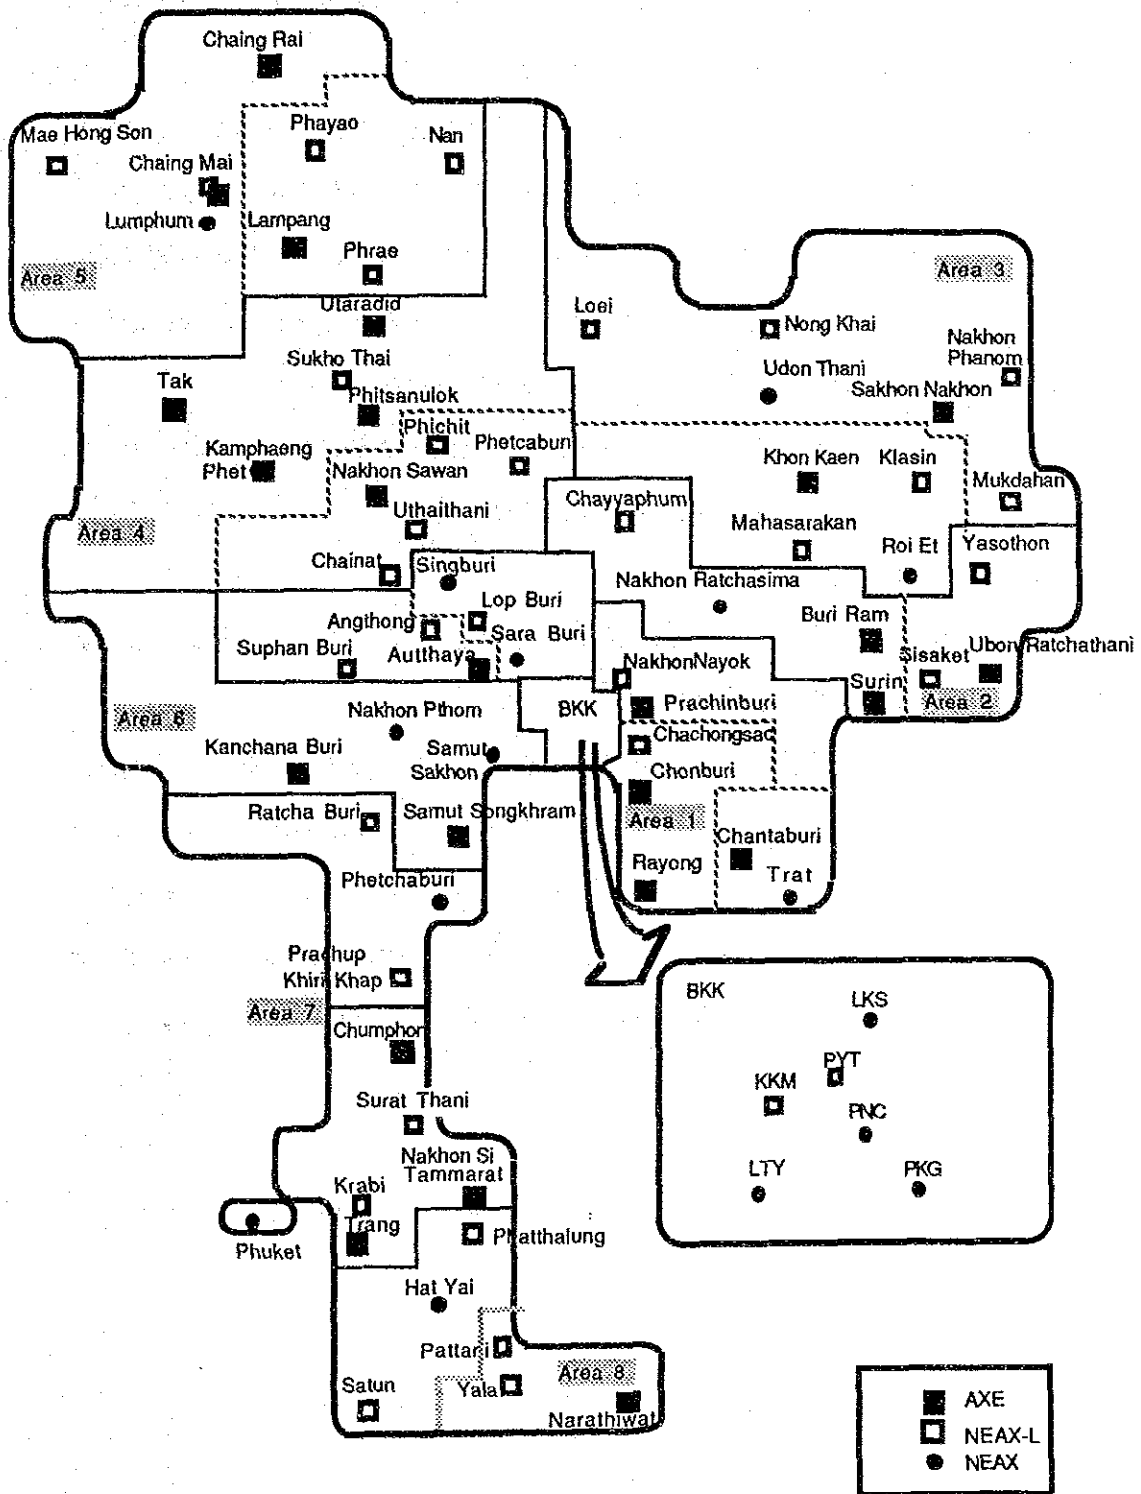 Chaing Rai
Mae Hong Son
Phayao
Nan
Chaing Mai
Lumphum
Lampang
Phrae
Area 5
Area 3
Utaradid
Loei
Nong Khai
Nakhon
Phanom
Sukho Thai
Udon Thani
Tak
Phitsanulok
Sakhon Nakhon
Phichit
Phetcabun
Kamphaeng
Phet
Nakhon Sawan
Khon Kaen
Klasin
Mukdahan
Chayyaphum
Uthaithani
Mahasarakan
Area 4
Roi Et
Yasothon
Chainat
Singburi
Nakhon Ratchasima
Lop Buri
Angthong
Buri Ram
Sara Buri
Suphan Buri
Autthaya
NakhonNayok
Sisaket
Ubon Ratchathani
Surin
Area 2
Prachinburi
Nakhon Pthom
BKK
Area 6
Chachongsao
Kanchana Buri
Samut
Sakhon
Chonburi
Ratcha Buri
Samut Songkhram
Area 1
Chantaburi
Rayong
Trat
Phetchaburi
Prachup
Khiri Khap
BKK
LKS
Area 7
Chumphon
PYT
KKM
Surat Thani
PNC
Nakhon Si
Tammarat
LTY
PKG
Krabi
Trang
Phatthalung
Phuket
Hat Yai
Pattani
Area 8
Satun
Yala
Narathiwat
AXE
NEAX-L
NEAX